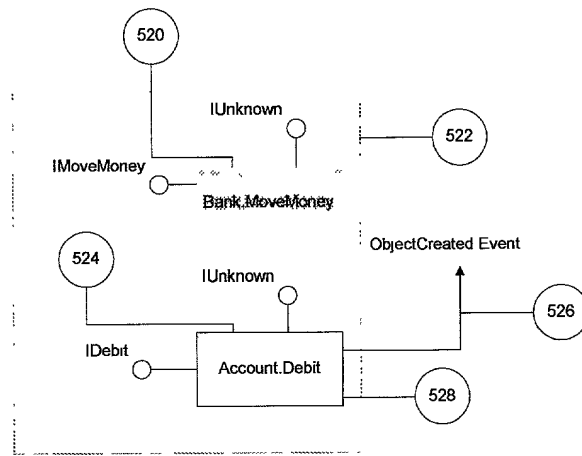 520
IUnknown
522
IMoveMoney
Bank.MoveMoney
ObjectCreated Event
524
IUnknown
526
IDebit
Account.Debit
528